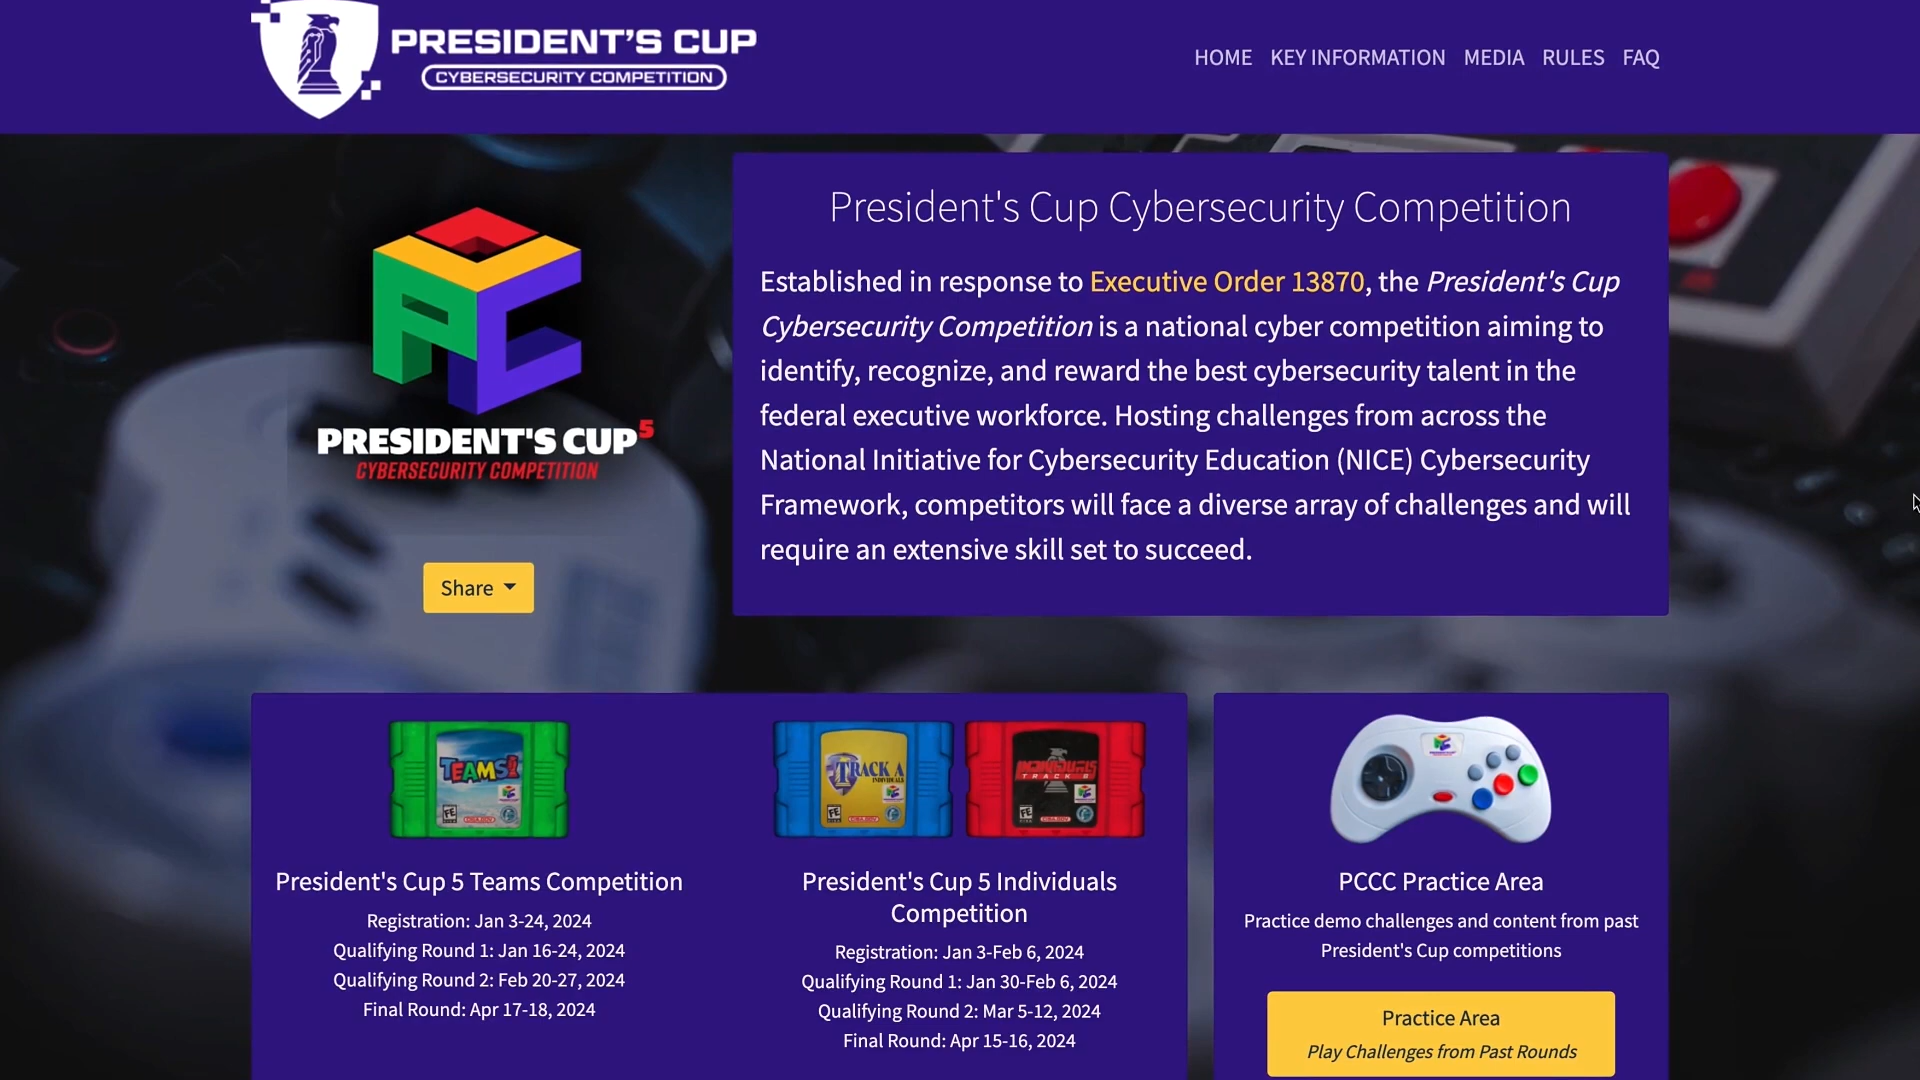 PRESIDENT'S CUP
CYBERSECURITY COMPETITION
HOME KEY INFORMATION MEDIA RULES FAQ
PRESIDENT'S CUP5
CYBERSECURITY COMPETITION
Share
President's Cup Cybersecurity Competition
Established in response to Executive Order 13870, the President's Cup
Cybersecurity Competition is a national cyber competition aiming to
identify, recognize, and reward the best cybersecurity talent in the
federal executive workforce. Hosting challenges from across the
National Initiative for Cybersecurity Education (NICE) Cybersecurity
Framework, competitors will face a diverse array of challenges and will
require an extensive skill set to succeed.
TEAMS
President's Cup 5 Teams Competition
Registration: Jan 3-24, 2024
Qualifying Round 1: Jan 16-24, 2024
Qualifying Round 2: Feb 20-27, 2024
Final Round: Apr 17-18, 2024
TRACK A
INDIVIDUALS
INDIVIDUALS
TRACK B
President's Cup 5 Individuals
Competition
Registration: Jan 3-Feb 6, 2024
Qualifying Round 1: Jan 30-Feb 6, 2024
Qualifying Round 2: Mar 5-12, 2024
Final Round: Apr 15-16, 2024
PCCC Practice Area
Practice demo challenges and content from past
President's Cup competitions
Practice Area
Play Challenges from Past Rounds